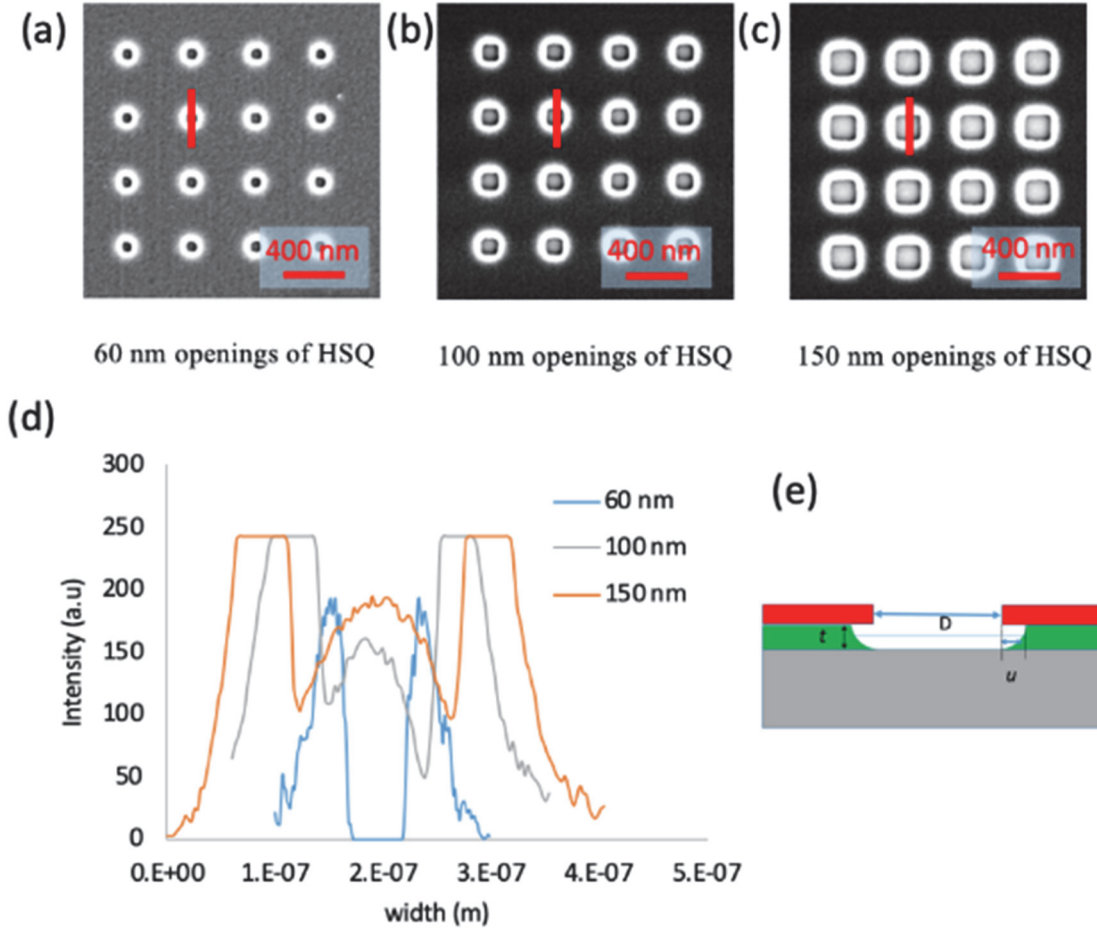 (a)
(b)
(c)
400 nm
400 nm
400 nm
60 nm openings of HSQ
100 nm openings of HSQ
150 nm openings of HSQ
(d)
300
250
200
150
100
50
0
Intensity (a.u)
0.E+00
1.E-07
2.E-07
3.E-07
4.E-07
5.E-07
width (m)
60 nm
100 nm
150 nm
(e)
D
t
u